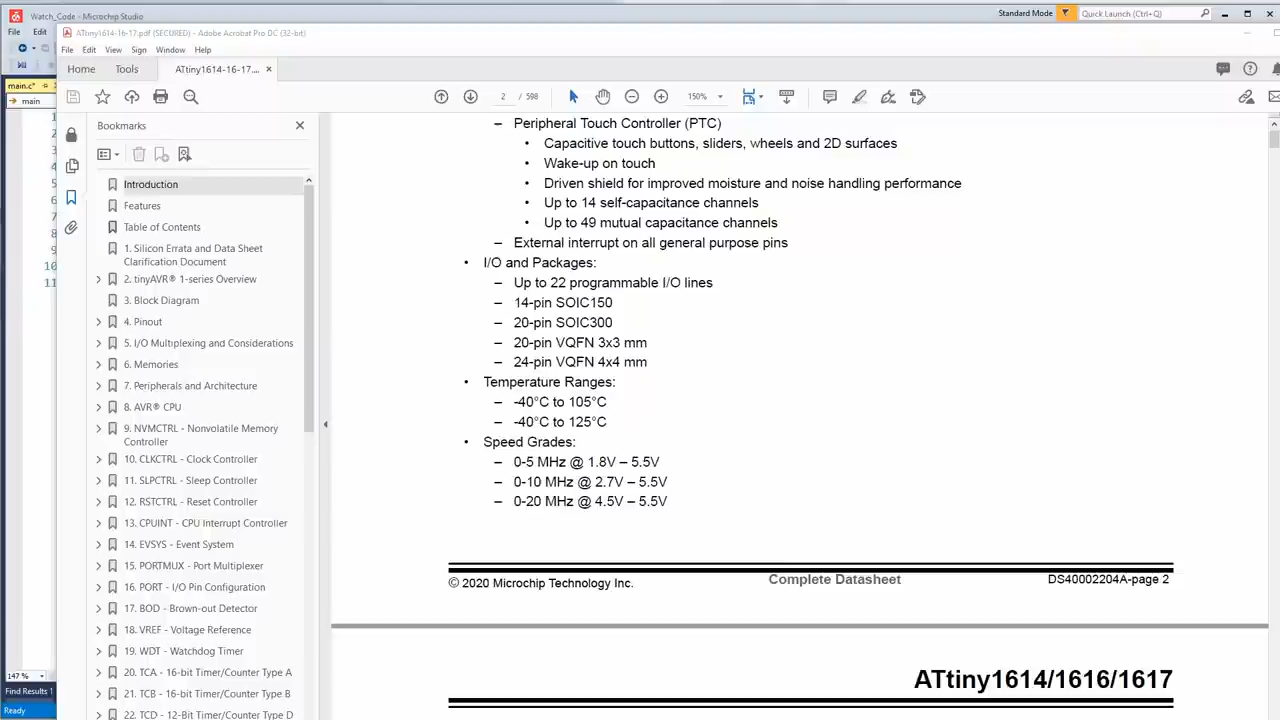 Watch_Code - Microchip Studio
Standard Mode
Quick Launch (Ctrl+Q)
File Edit
ATtiny1614-16-17.pdf (SECURED) - Adobe Acrobat Pro DC (32-bit)
File Edit View Sign Window Help
Home Tools ATtiny1614-16-17.... ×
main.c*
main
2 / 598
150%
Bookmarks
Introduction
Features
Table of Contents
1. Silicon Errata and Data Sheet
Clarification Document
2. tinyAVR® 1-series Overview
3. Block Diagram
4. Pinout
5. I/O Multiplexing and Considerations
6. Memories
7. Peripherals and Architecture
8. AVR® CPU
9. NVMCTRL - Nonvolatile Memory
Controller
10. CLKCTRL - Clock Controller
11. SLPCTRL - Sleep Controller
12. RSTCTRL - Reset Controller
13. CPUINT - CPU Interrupt Controller
14. EVSYS - Event System
15. PORTMUX - Port Multiplexer
16. PORT - I/O Pin Configuration
17. BOD - Brown-out Detector
18. VREF - Voltage Reference
19. WDT - Watchdog Timer
20. TCA - 16-bit Timer/Counter Type A
21. TCB - 16-bit Timer/Counter Type B
22. TCD - 12-Bit Timer/Counter Type D
– Peripheral Touch Controller (PTC)
• Capacitive touch buttons, sliders, wheels and 2D surfaces
• Wake-up on touch
• Driven shield for improved moisture and noise handling performance
• Up to 14 self-capacitance channels
• Up to 49 mutual capacitance channels
– External interrupt on all general purpose pins
• I/O and Packages:
– Up to 22 programmable I/O lines
– 14-pin SOIC150
– 20-pin SOIC300
– 20-pin VQFN 3x3 mm
– 24-pin VQFN 4x4 mm
• Temperature Ranges:
– -40°C to 105°C
– -40°C to 125°C
• Speed Grades:
– 0-5 MHz @ 1.8V – 5.5V
– 0-10 MHz @ 2.7V – 5.5V
– 0-20 MHz @ 4.5V – 5.5V
© 2020 Microchip Technology Inc. Complete Datasheet DS40002204A-page 2
ATtiny1614/1616/1617
147 %
Find Results 1
Ready